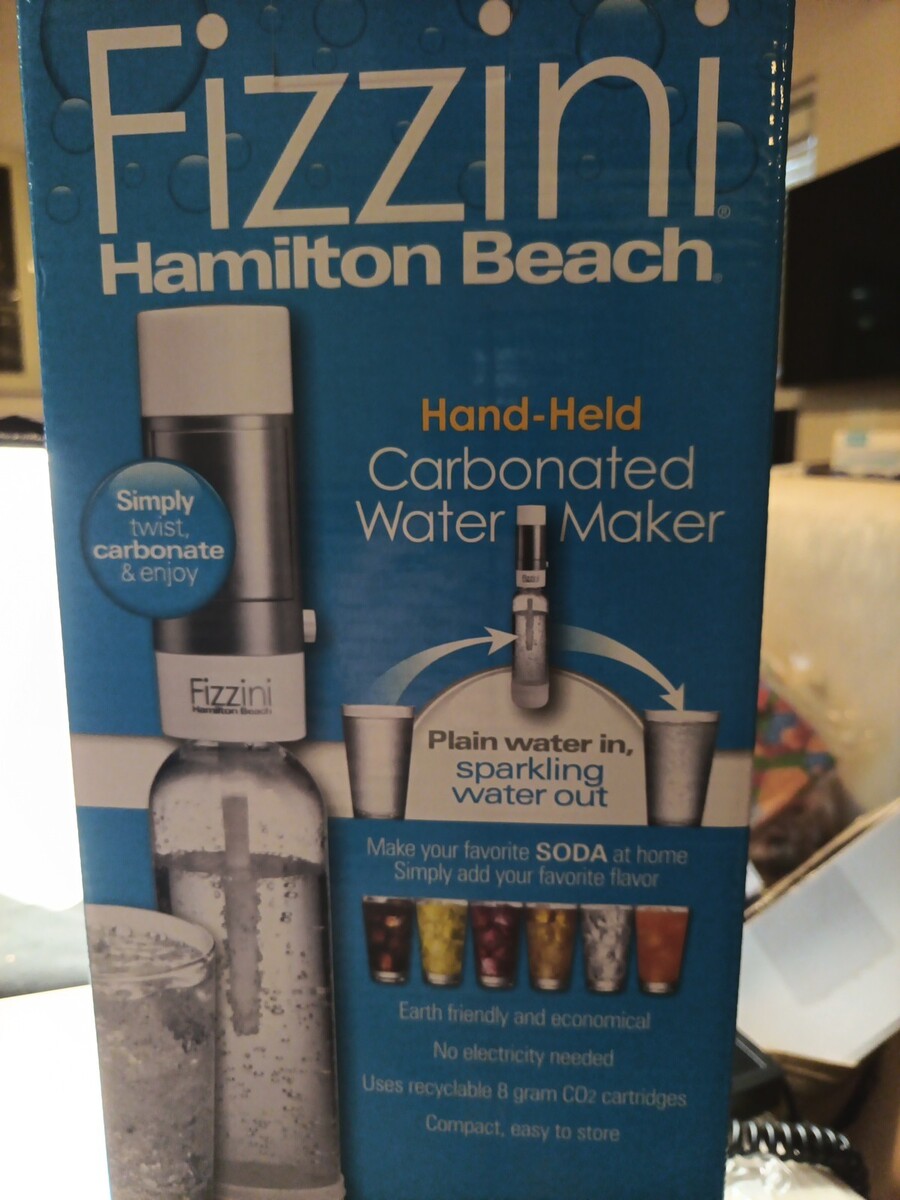 Fizzini®
Hamilton Beach®
Hand-Held
Carbonated
Water Maker
Simply
twist,
carbonate
& enjoy
Fizzini
Fizzini
Hamilton Beach
Plain water in,
sparkling
water out
Make your favorite SODA at home
Simply add your favorite flavor
Earth friendly and economical
No electricity needed
Uses recyclable 8 gram CO2 cartridges
Compact, easy to store